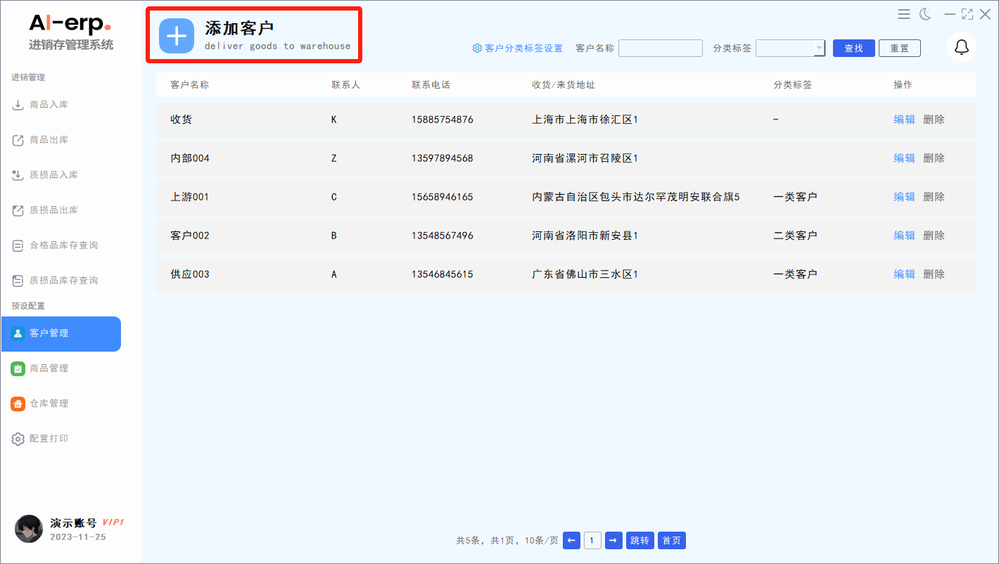 AI-erp.
进销存管理系统
添加客户
deliver goods to warehouse
客户分类标签设置 客户名称 分类标签 查找 重置
进销管理
商品入库
商品出库
质损品入库
质损品出库
合格品库存查询
质损品库存查询
预设配置
客户管理
商品管理
仓库管理
配置打印
演示账号 VIP1
2023-11-25
客户名称 联系人 联系电话 收货/来货地址 分类标签 操作
收货 K 15885754876 上海市上海市徐汇区1 - 编辑 删除
内部004 Z 13597894568 河南省漯河市召陵区1 编辑 删除
上游001 C 15658946165 内蒙古自治区包头市达尔罕茂明安联合旗5 一类客户 编辑 删除
客户002 B 13548567496 河南省洛阳市新安县1 二类客户 编辑 删除
供应003 A 13546845615 广东省佛山市三水区1 一类客户 编辑 删除
共5条, 共1页, 10条/页 ← 1 → 跳转 首页